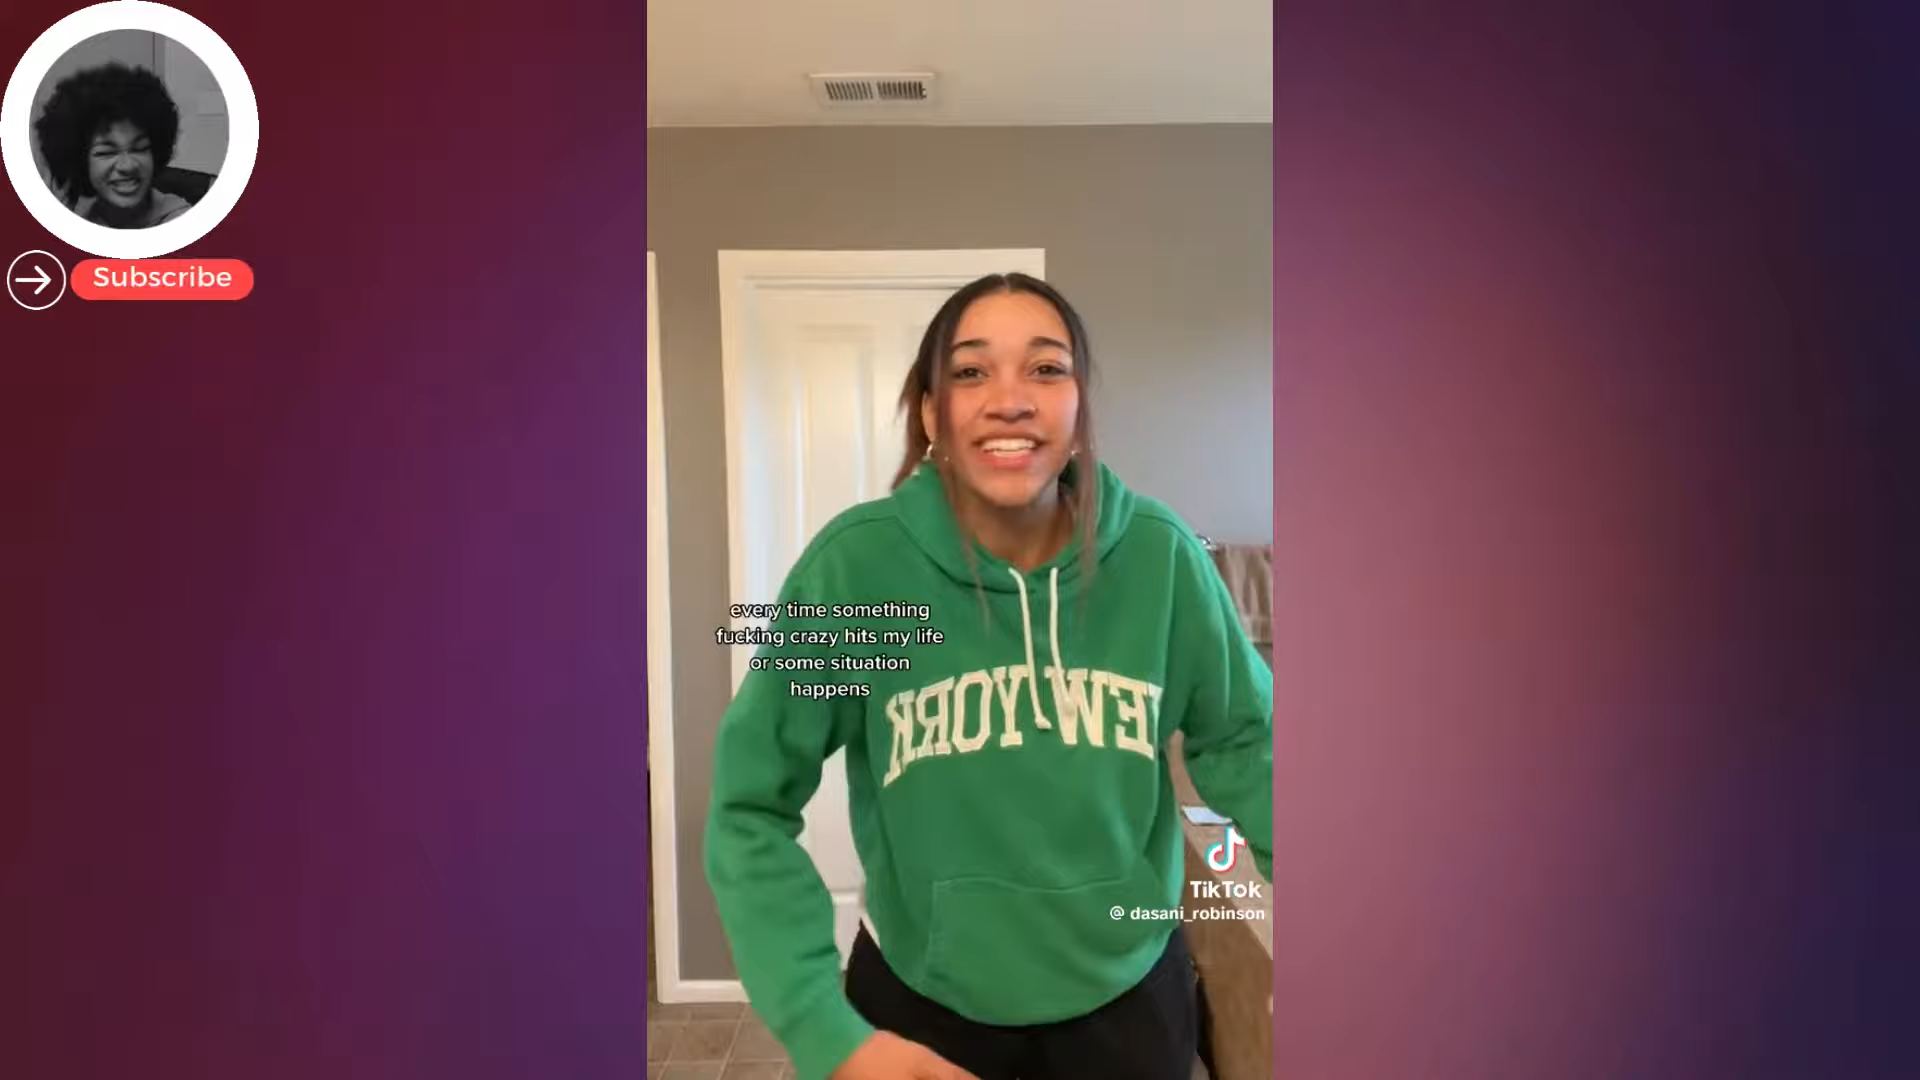 Subscribe
every time something
fucking crazy hits my life
or some situation
happens
NEW YORK
TikTok
@ dasani_robinson